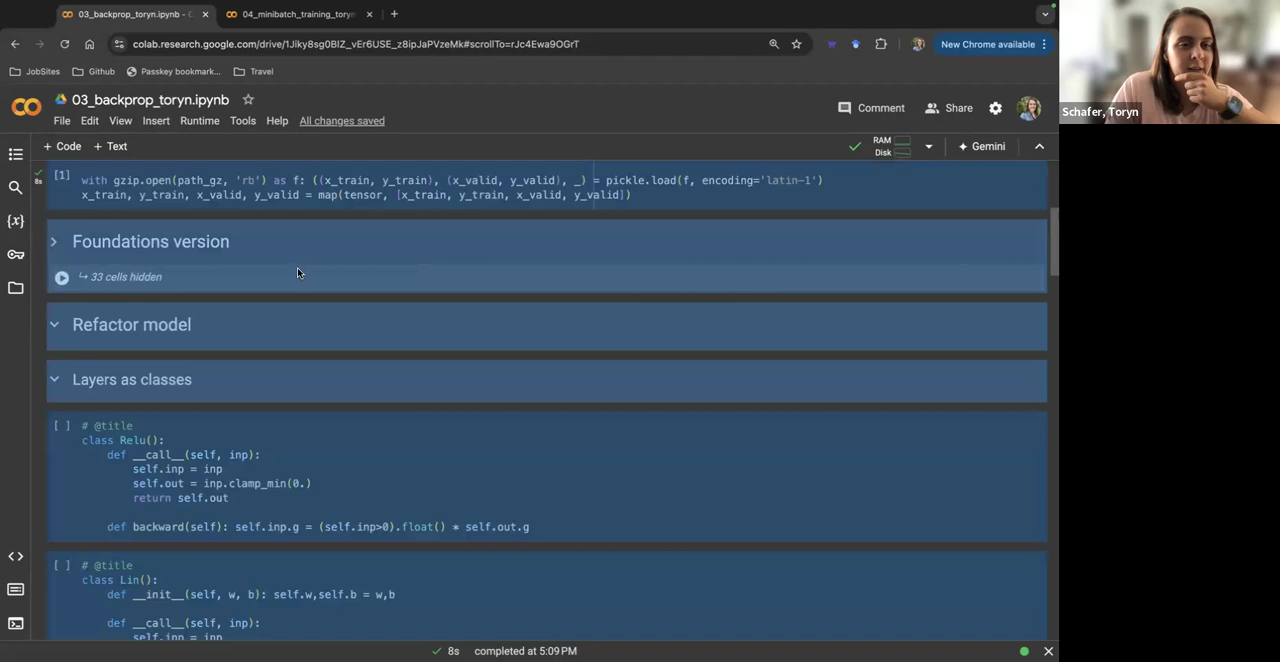 03_backprop_toryn.ipynb - C
04_minibatch_training_toryn
colab.research.google.com/drive/1Jiky8sg0BIZ_vEr6USE_z8ipJaPVzeMk#scrollTo=rJc4Ewa9OGrT
New Chrome available
JobSites
Github
Passkey bookmark...
Travel
Schafer, Toryn
03_backprop_toryn.ipynb
Comment
Share
File Edit View Insert Runtime Tools Help All changes saved
+ Code + Text
RAM
Disk
Gemini
[1]
8s
with gzip.open(path_gz, 'rb') as f: ((x_train, y_train), (x_valid, y_valid), _) = pickle.load(f, encoding='latin-1')
x_train, y_train, x_valid, y_valid = map(tensor, [x_train, y_train, x_valid, y_valid])
Foundations version
↳ 33 cells hidden
Refactor model
Layers as classes
[ ] # @title
class Relu():
def __call__(self, inp):
self.inp = inp
self.out = inp.clamp_min(0.)
return self.out
def backward(self): self.inp.g = (self.inp>0).float() * self.out.g
[ ] # @title
class Lin():
def __init__(self, w, b): self.w,self.b = w,b
def __call__(self, inp):
self.inp = inp
8s completed at 5:09 PM